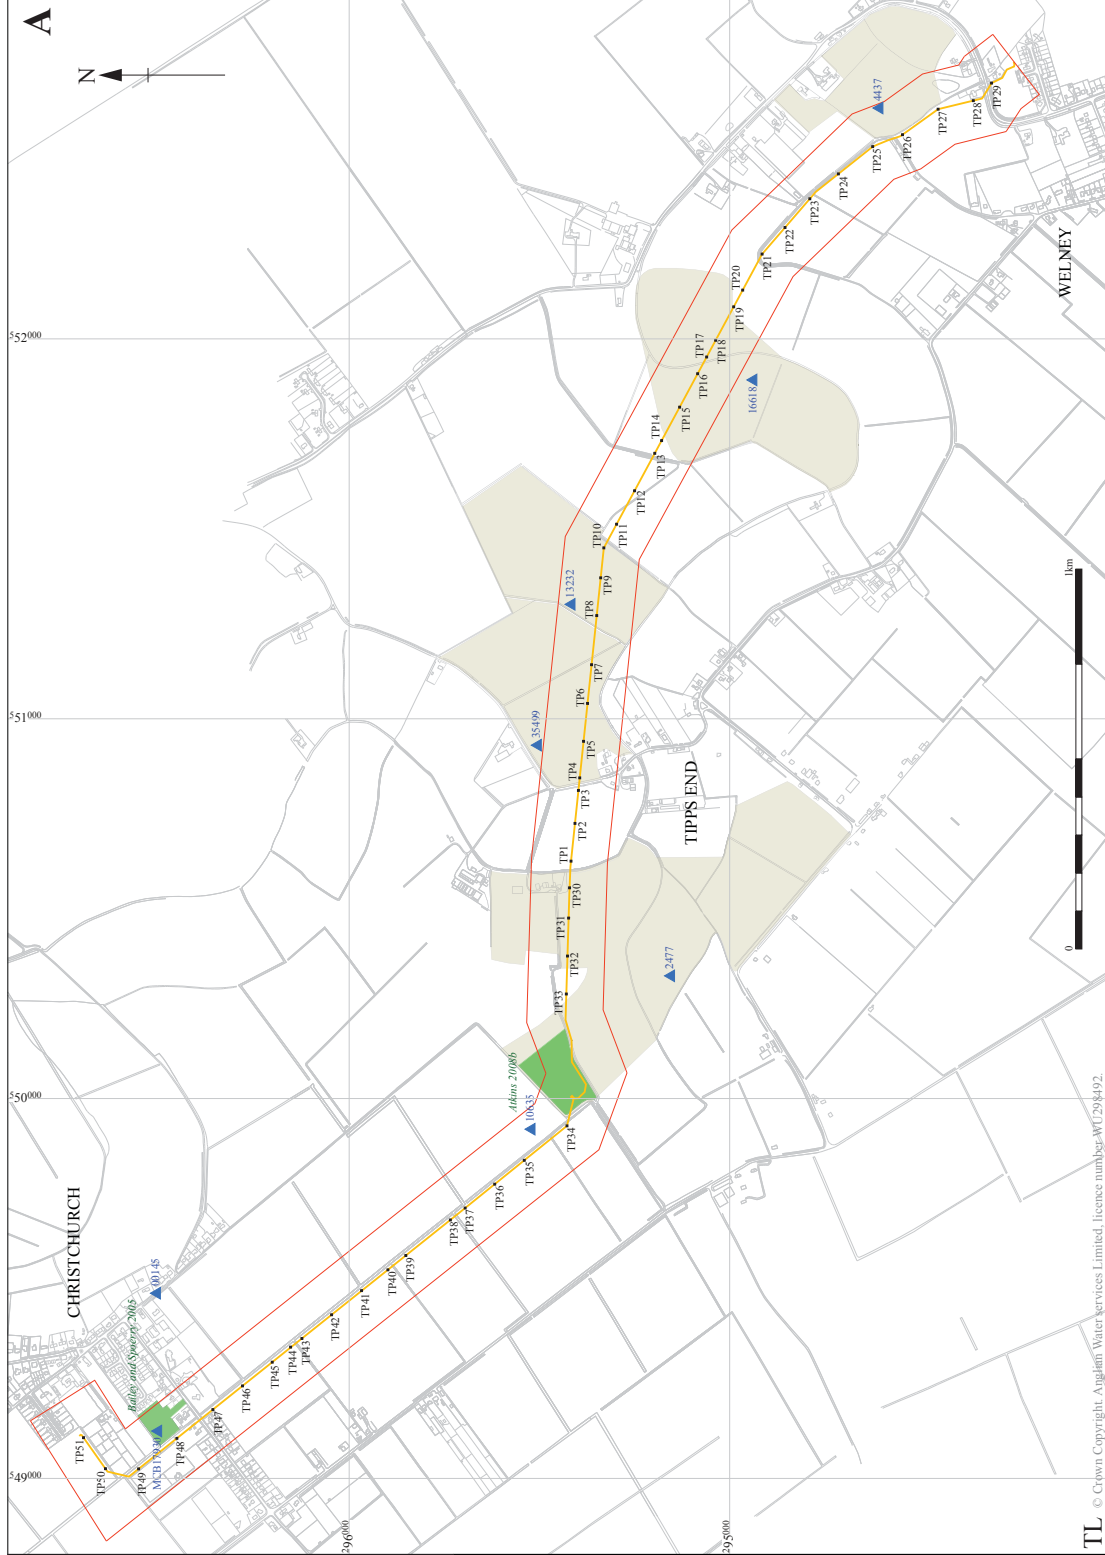 A
N
CHRISTCHURCH
Bailey and Spoerry 2005
MCB17930
00145
TP51
TP50
TP49
TP48
TP47
TP46
TP45
TP44
TP43
TP42
TP41
TP40
TP39
TP38
TP37
TP36
TP35
TP34
10635
Atkins 2008b
TP33
TP32
TP31
TP30
TP1
TP2
TP3
TP4
TP5
TP6
TP7
TP8
TP9
TP10
TP11
TP12
TP13
TP14
TP15
TP16
TP17
TP18
TP19
TP20
TP21
TP22
TP23
TP24
TP25
TP26
TP27
TP28
TP29
35499
13232
2477
16618
4437
TIPPS END
WELNEY
549000
550000
551000
552000
296000
295000
0
1km
TL © Crown Copyright. Anglian Water services Limited, licence number WU298492.